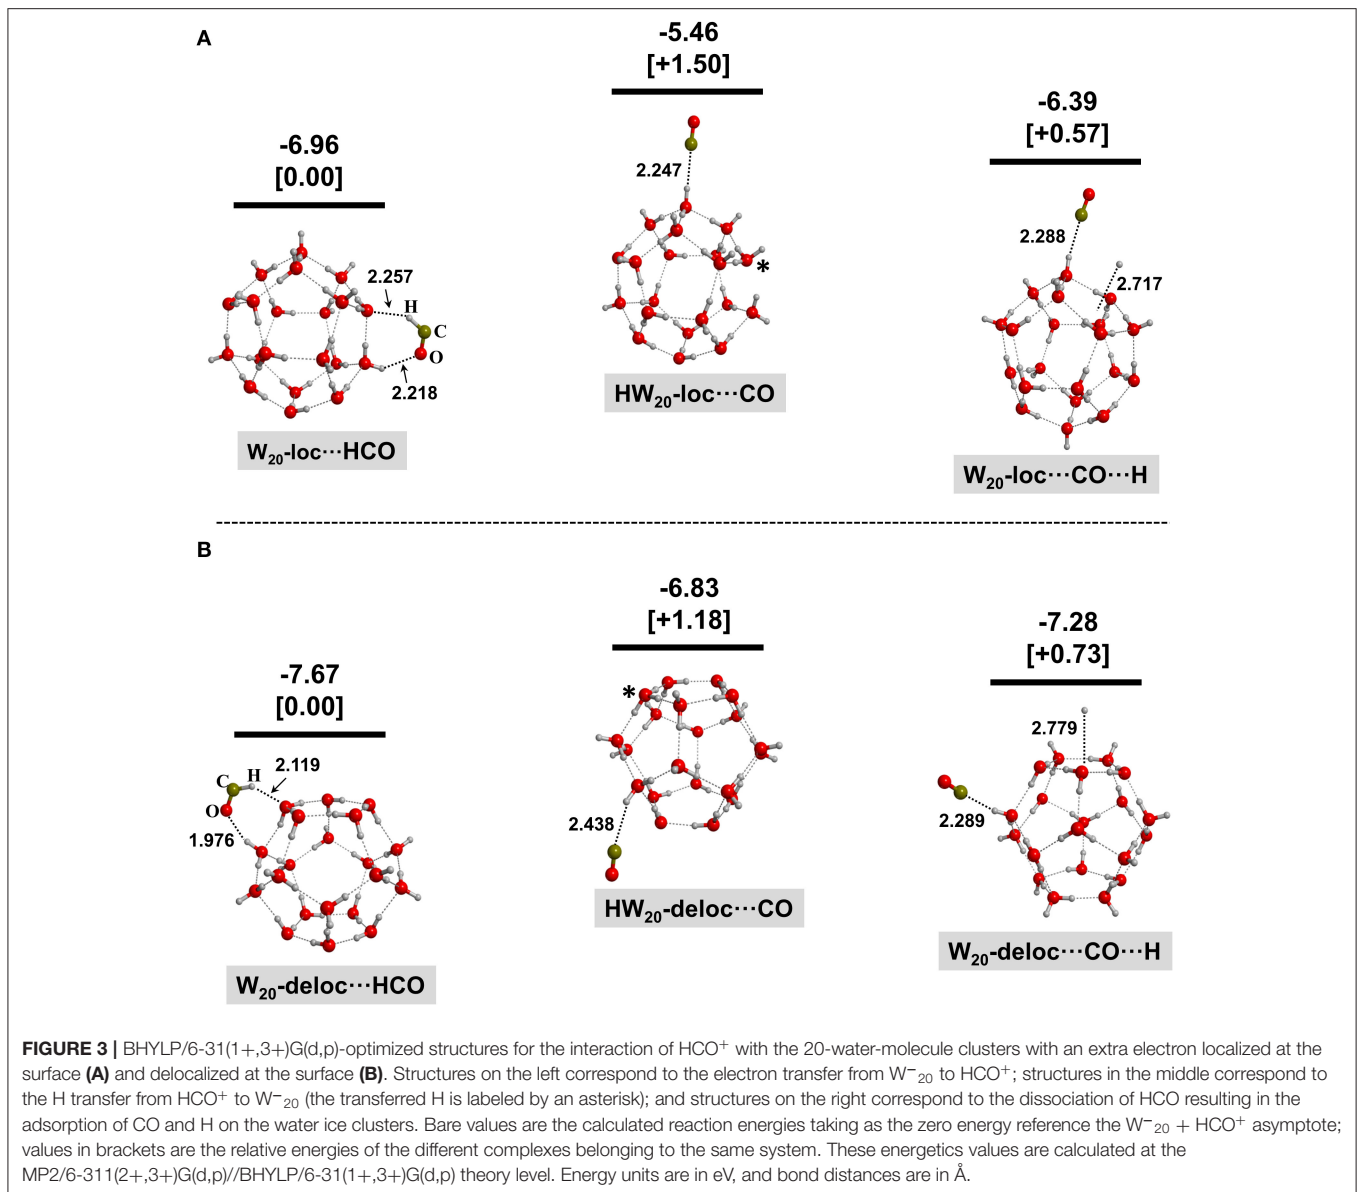 A
-5.46
[+1.50]
-6.39
[+0.57]
-6.96
[0.00]
2.247
2.288
2.717
2.257
H
C
O
2.218
*
HW20-loc···CO
W20-loc···HCO
W20-loc···CO···H
B
-6.83
[+1.18]
-7.28
[+0.73]
-7.67
[0.00]
*
2.779
C
H
2.119
O
1.976
2.438
2.289
HW20-deloc···CO
W20-deloc···CO···H
W20-deloc···HCO
FIGURE 3 | BHYLP/6-31(1+,3+)G(d,p)-optimized structures for the interaction of HCO⁺ with the 20-water-molecule clusters with an extra electron localized at the
surface (A) and delocalized at the surface (B). Structures on the left correspond to the electron transfer from W⁻₂₀ to HCO⁺; structures in the middle correspond to
the H transfer from HCO⁺ to W⁻₂₀ (the transferred H is labeled by an asterisk); and structures on the right correspond to the dissociation of HCO resulting in the
adsorption of CO and H on the water ice clusters. Bare values are the calculated reaction energies taking as the zero energy reference the W⁻₂₀ + HCO⁺ asymptote;
values in brackets are the relative energies of the different complexes belonging to the same system. These energetics values are calculated at the
MP2/6-311(2+,3+)G(d,p)//BHYLP/6-31(1+,3+)G(d,p) theory level. Energy units are in eV, and bond distances are in Å.